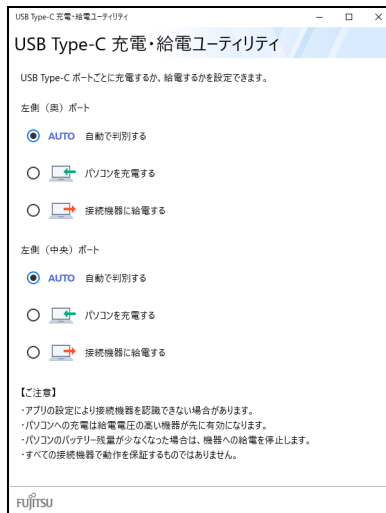 USB Type-C 充電・給電ユーティリティ
USB Type-C 充電・給電ユーティリティ
USB Type-C ポートごとに充電するか、給電するかを設定できます。
左側（奥）ポート
AUTO 自動で判別する
パソコンを充電する
接続機器に給電する
左側（中央）ポート
AUTO 自動で判別する
パソコンを充電する
接続機器に給電する
【ご注意】
・アプリの設定により接続機器を認識できない場合があります。
・パソコンへの充電は給電電圧の高い機器が先に有効になります。
・パソコンのバッテリー残量が少なくなった場合は、機器への給電を停止します。
・すべての接続機器で動作を保証するものではありません。
FUJITSU